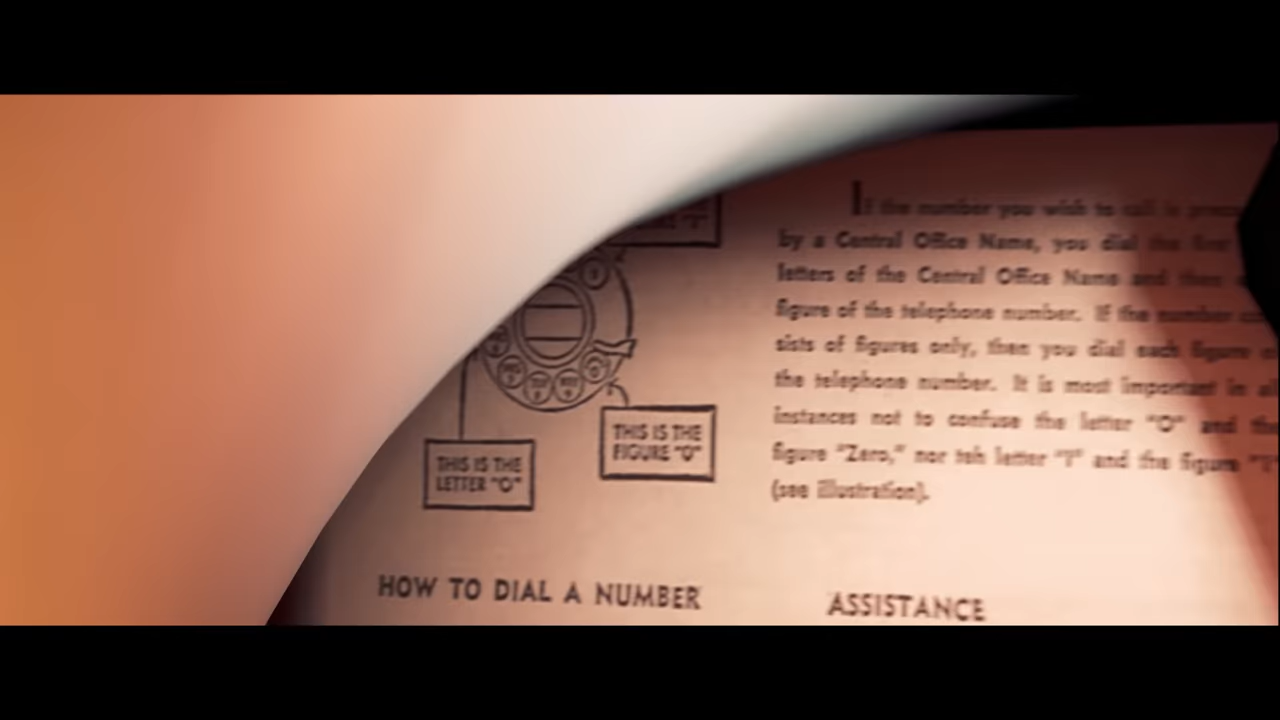 If the number you wish to call is
by a Central Office Name, you dial the first
letters of the Central Office Name and then
figure of the telephone number. If the number
sists of figures only, then you dial each figure
the telephone number. It is most important in
instances not to confuse the letter "O" and the
figure "Zero," nor teh letter "I" and the figure "1"
(see illustration).
THIS IS THE
FIGURE "O"
THIS IS THE
LETTER "O"
HOW TO DIAL A NUMBER
ASSISTANCE